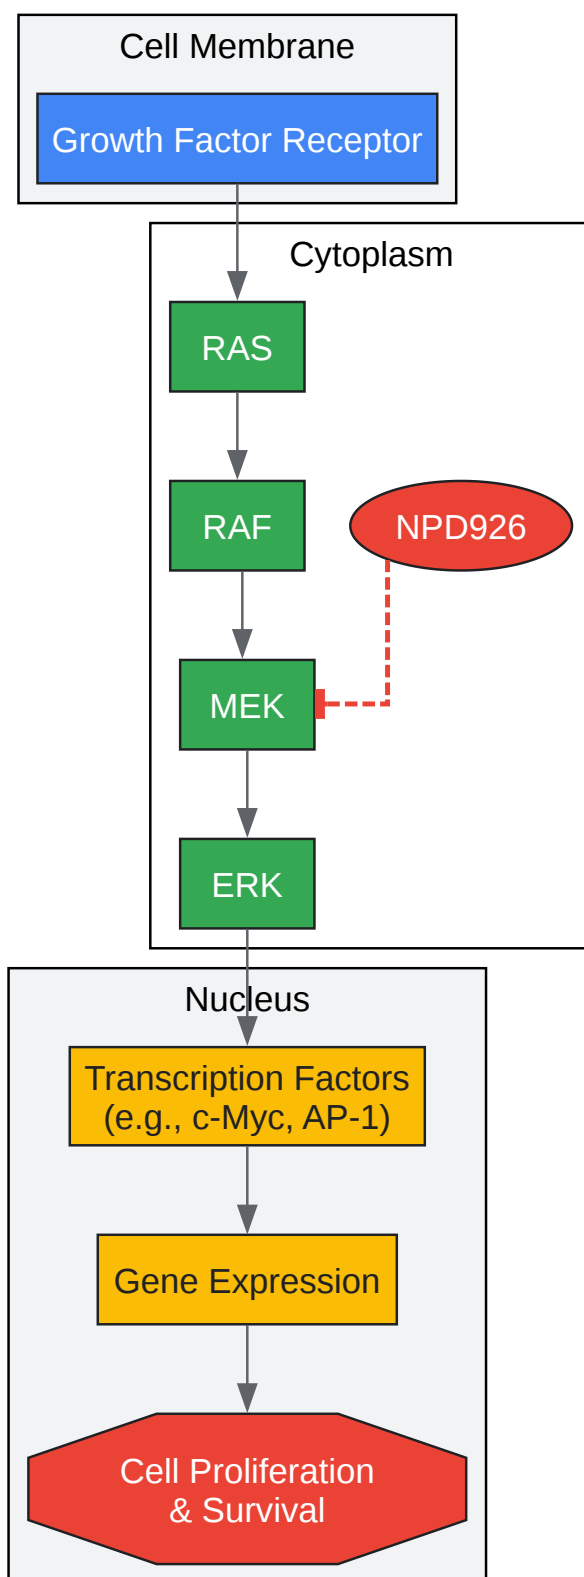 Cell Membrane
Growth Factor Receptor
Cytoplasm
RAS
RAF
NPD926
MEK
ERK
Nucleus
Transcription Factors
(e.g., c-Myc, AP-1)
Gene Expression
Cell Proliferation
& Survival